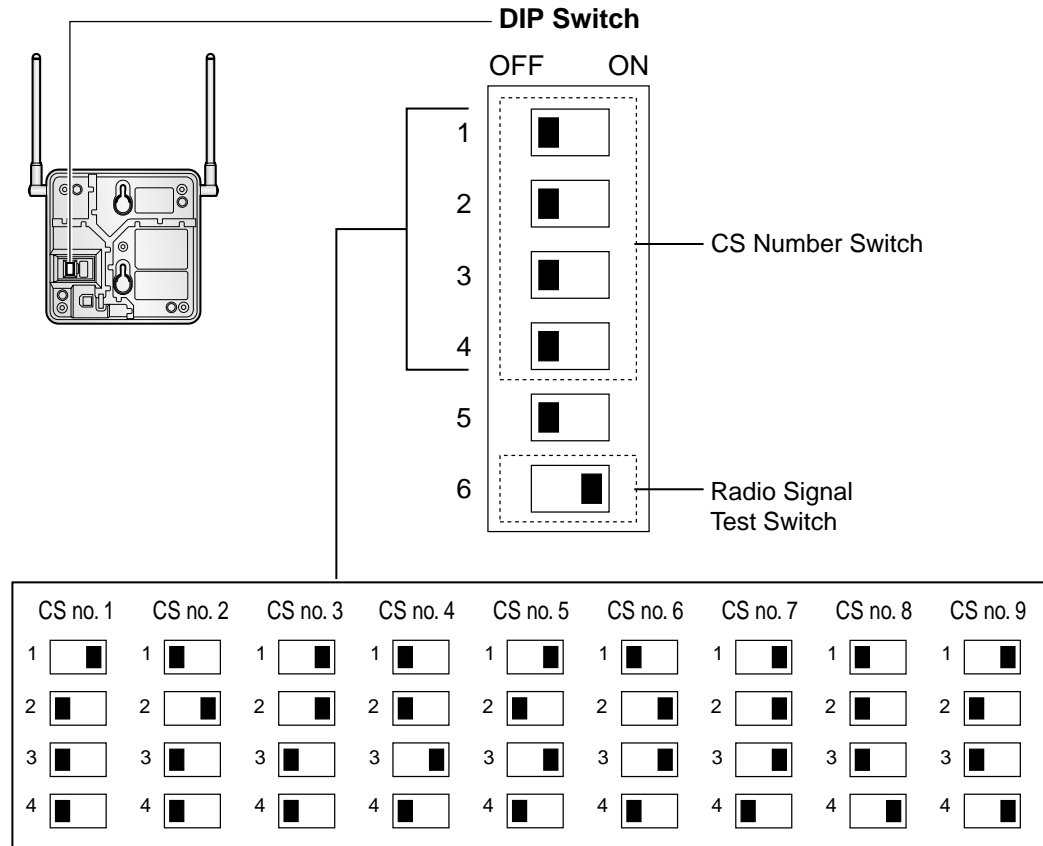 DIP Switch
OFF ON
1
2
CS Number Switch
3
4
5
6
Radio Signal
Test Switch
CS no. 1 CS no. 2 CS no. 3 CS no. 4 CS no. 5 CS no. 6 CS no. 7 CS no. 8 CS no. 9
1 1 1 1 1 1 1 1 1
2 2 2 2 2 2 2 2 2
3 3 3 3 3 3 3 3 3
4 4 4 4 4 4 4 4 4